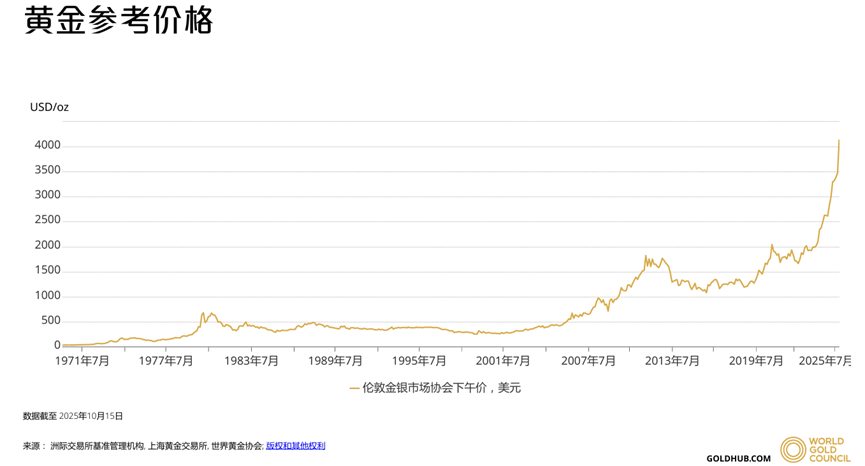 黄金参考价格
USD/oz
4000
3500
3000
2500
2000
1500
1000
500
0
1971年7月 1977年7月 1983年7月 1989年7月 1995年7月 2001年7月 2007年7月 2013年7月 2019年7月 2025年7月
伦敦金银市场协会下午价，美元
数据截至 2025年10月15日
来源： 洲际交易所基准管理机构, 上海黄金交易所, 世界黄金协会; 版权和其他权利
GOLDHUB.COM
WORLD
GOLD
COUNCIL